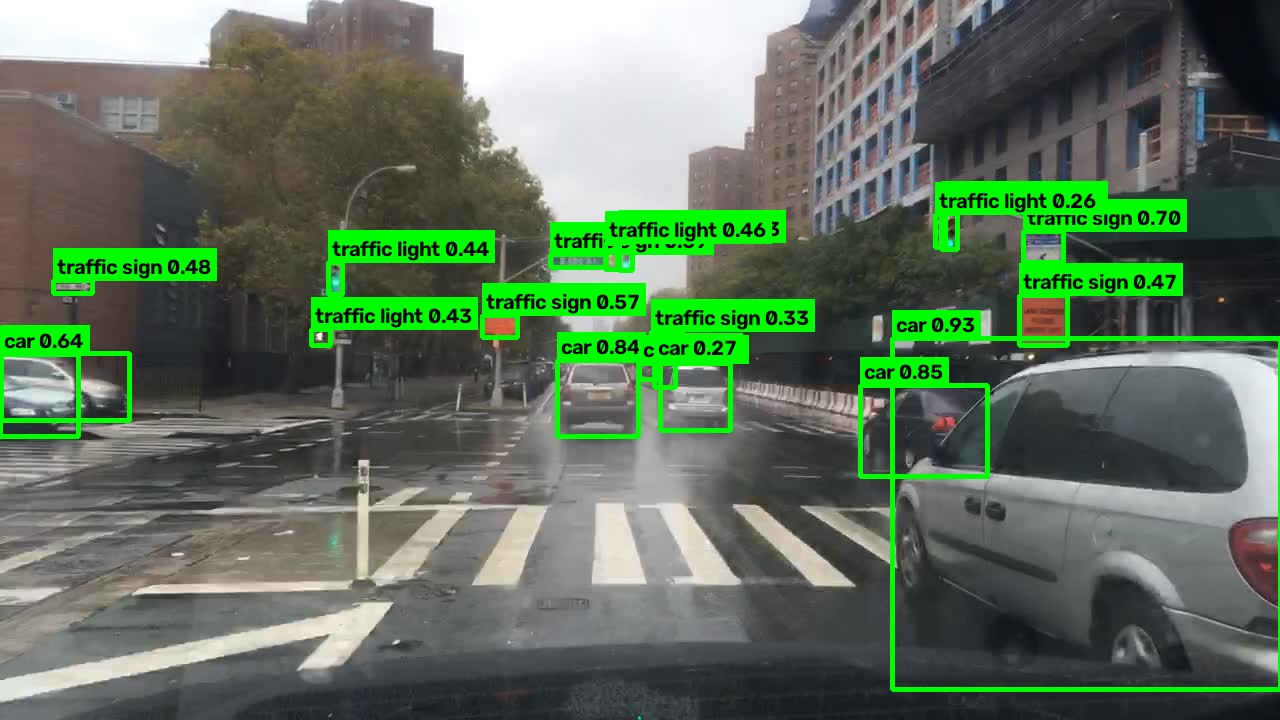 traffic light 0.26
traffic sign 0.70
traffic light 0.46
traffic light 0.44
traffic sign 0.48
traffic sign 0.47
traffic sign 0.57
traffic light 0.43
traffic sign 0.33
car 0.93
car 0.64
car 0.84
car 0.27
car 0.85